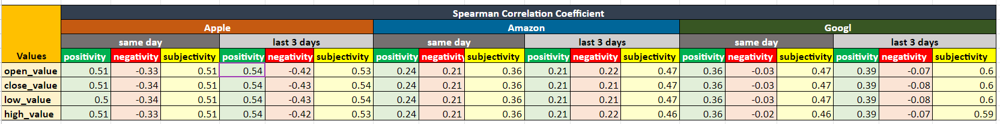 Spearman Correlation Coefficient
Apple Amazon Googl
same day last 3 days same day last 3 days same day last 3 days
Values positivity negativity subjectivity positivity negativity subjectivity positivity negativity subjectivity positivity negativity subjectivity positivity negativity subjectivity positivity negativity subjectivity
open_value 0.51 -0.33 0.51 0.54 -0.42 0.53 0.24 0.21 0.36 0.21 0.22 0.47 0.36 -0.03 0.47 0.39 -0.07 0.6
close_value 0.51 -0.34 0.51 0.54 -0.43 0.54 0.24 0.21 0.36 0.21 0.21 0.47 0.36 -0.03 0.47 0.39 -0.08 0.6
low_value 0.5 -0.34 0.51 0.54 -0.43 0.54 0.24 0.21 0.36 0.21 0.21 0.47 0.36 -0.03 0.47 0.39 -0.08 0.6
high_value 0.51 -0.33 0.51 0.54 -0.42 0.53 0.24 0.21 0.36 0.21 0.22 0.46 0.36 -0.02 0.46 0.39 -0.07 0.59